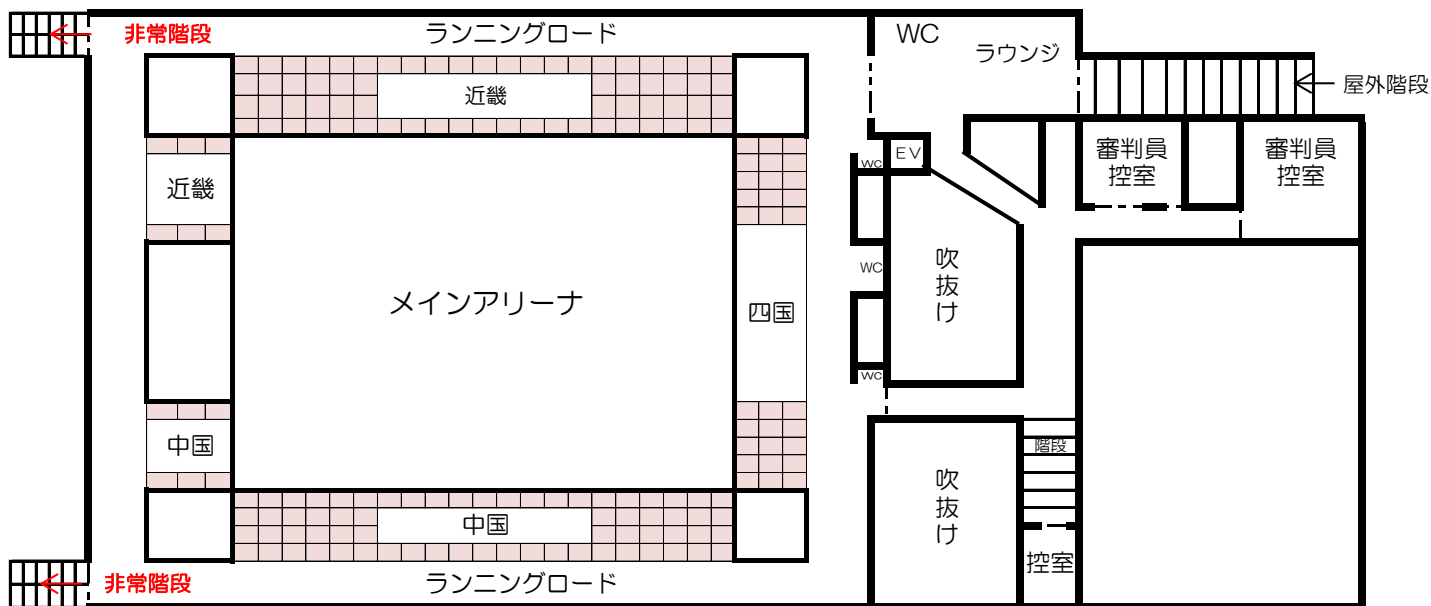 非常階段
ランニングロード
WC
ラウンジ
屋外階段
近畿
WC
EV
審判員
控室
審判員
控室
近畿
メインアリーナ
四国
WC
吹抜け
WC
中国
階段
中国
吹抜け
控室
非常階段
ランニングロード